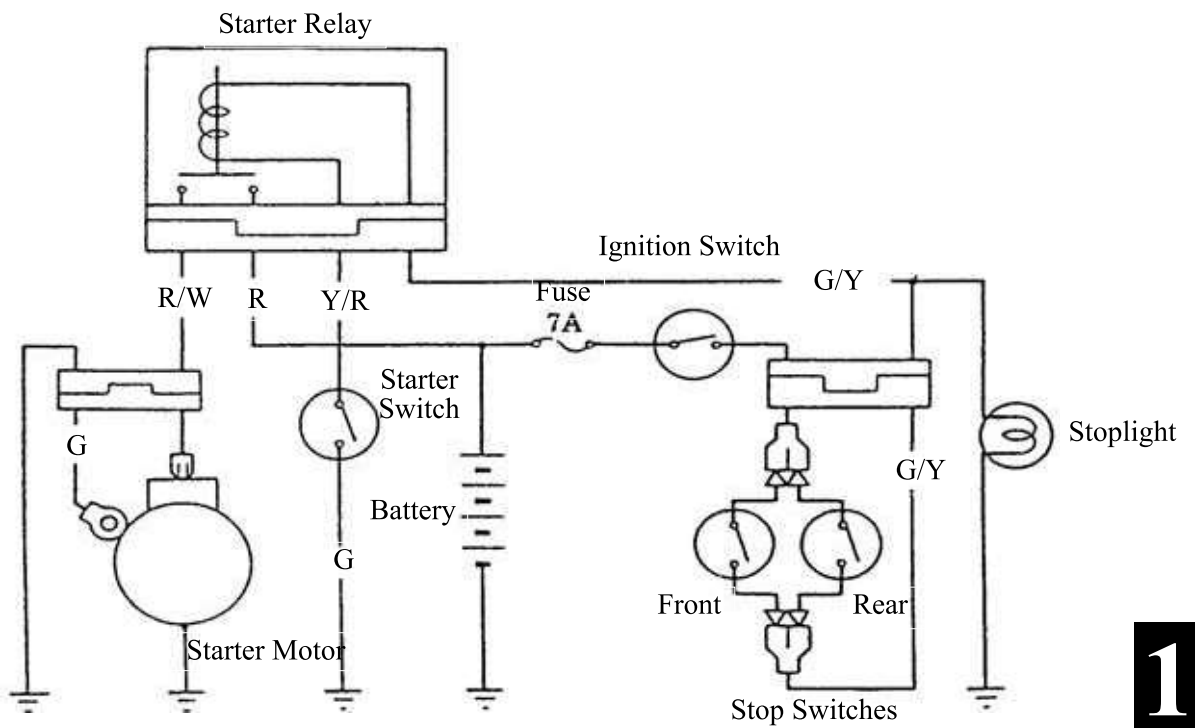 Starter Relay
Ignition Switch
G/Y
R/W
R
Y/R
Fuse
7A
Starter
Switch
G
Stoplight
G/Y
Battery
G
Front
Rear
Starter Motor
Stop Switches
1